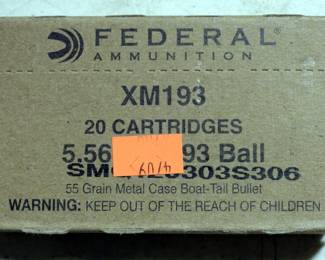 FEDERAL®
AMMUNITION
XM193
20 CARTRIDGES
5.56 93 Ball
0303S306
55 Grain Metal Case Boat-Tail Bullet
WARNING: KEEP OUT OF THE REACH OF CHILDREN